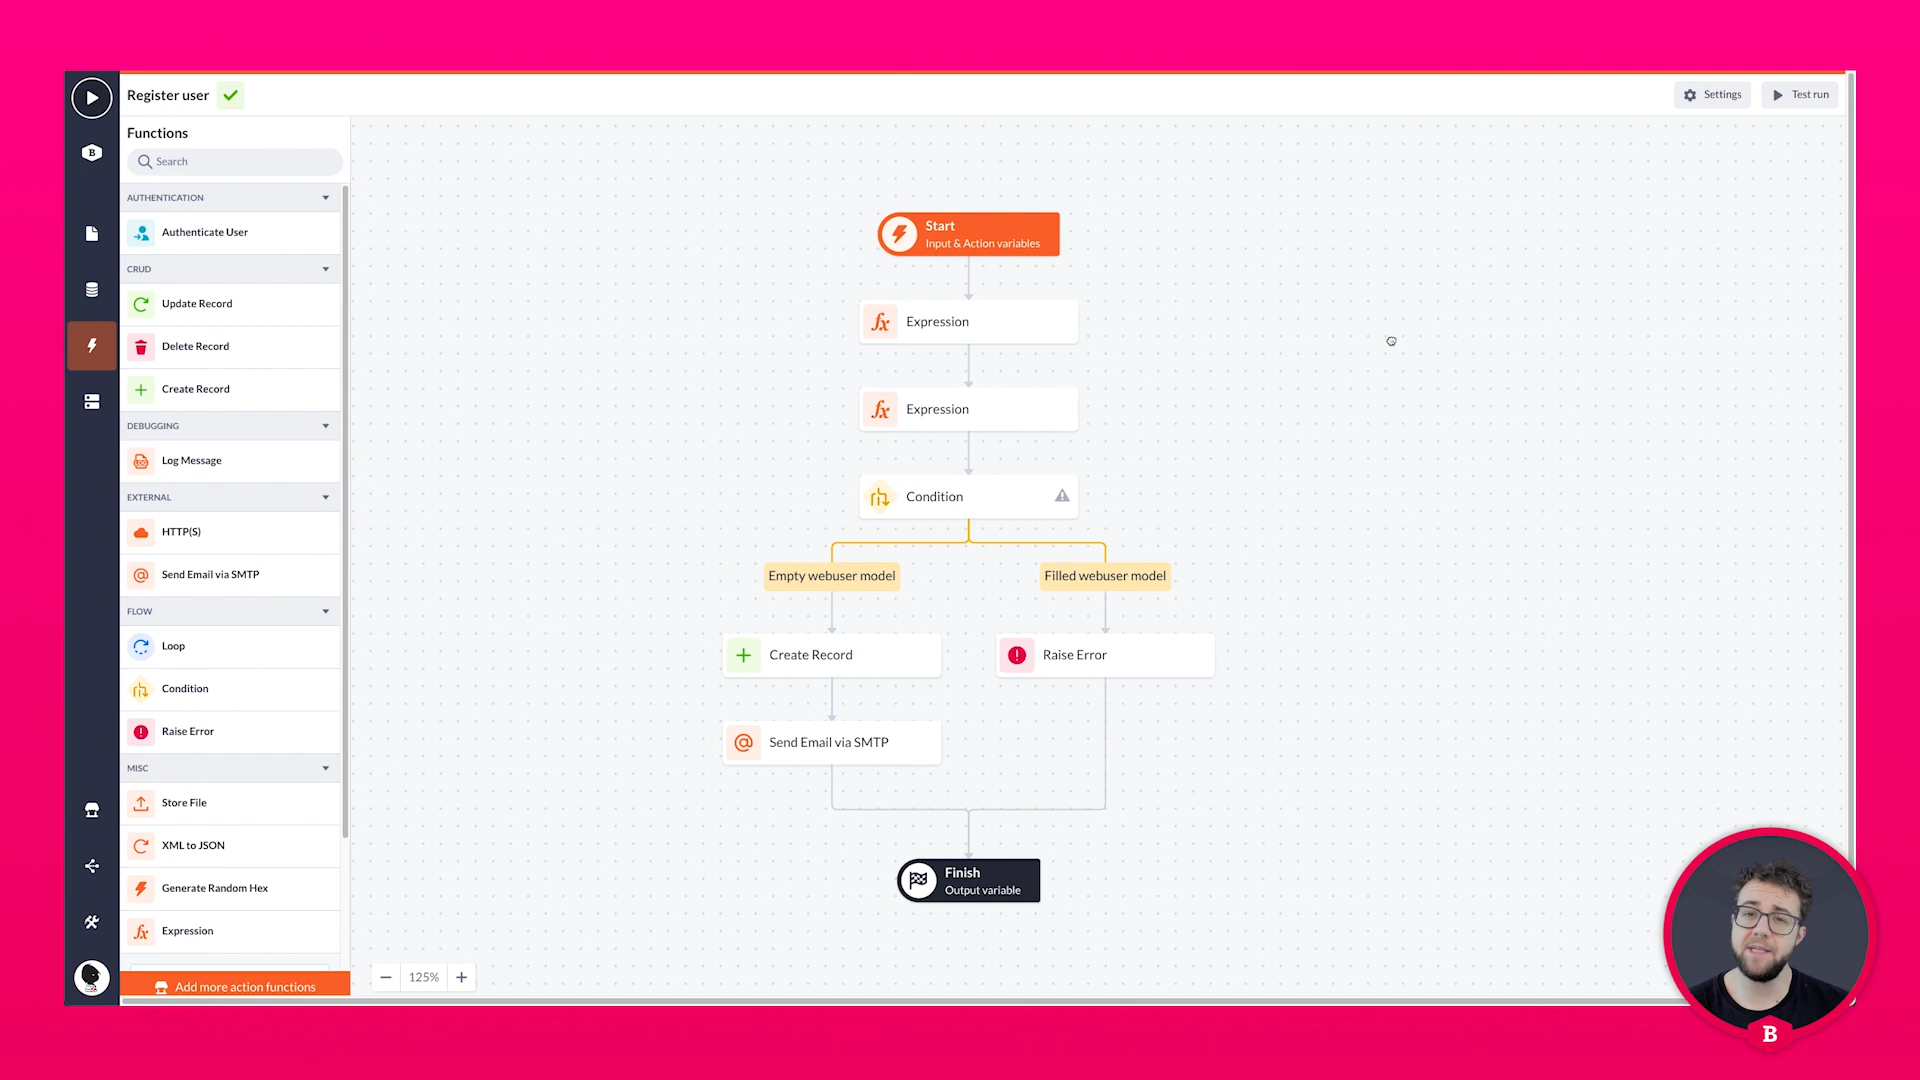 Register user
Settings
Test run
Functions
Search
AUTHENTICATION
Authenticate User
CRUD
Update Record
Delete Record
Create Record
DEBUGGING
Log Message
EXTERNAL
HTTP(S)
Send Email via SMTP
FLOW
Loop
Condition
Raise Error
MISC
Store File
XML to JSON
Generate Random Hex
Expression
Add more action functions
Start
Input & Action variables
Expression
Expression
Condition
Empty webuser model
Filled webuser model
Create Record
Raise Error
Send Email via SMTP
Finish
Output variable
125%
B
B